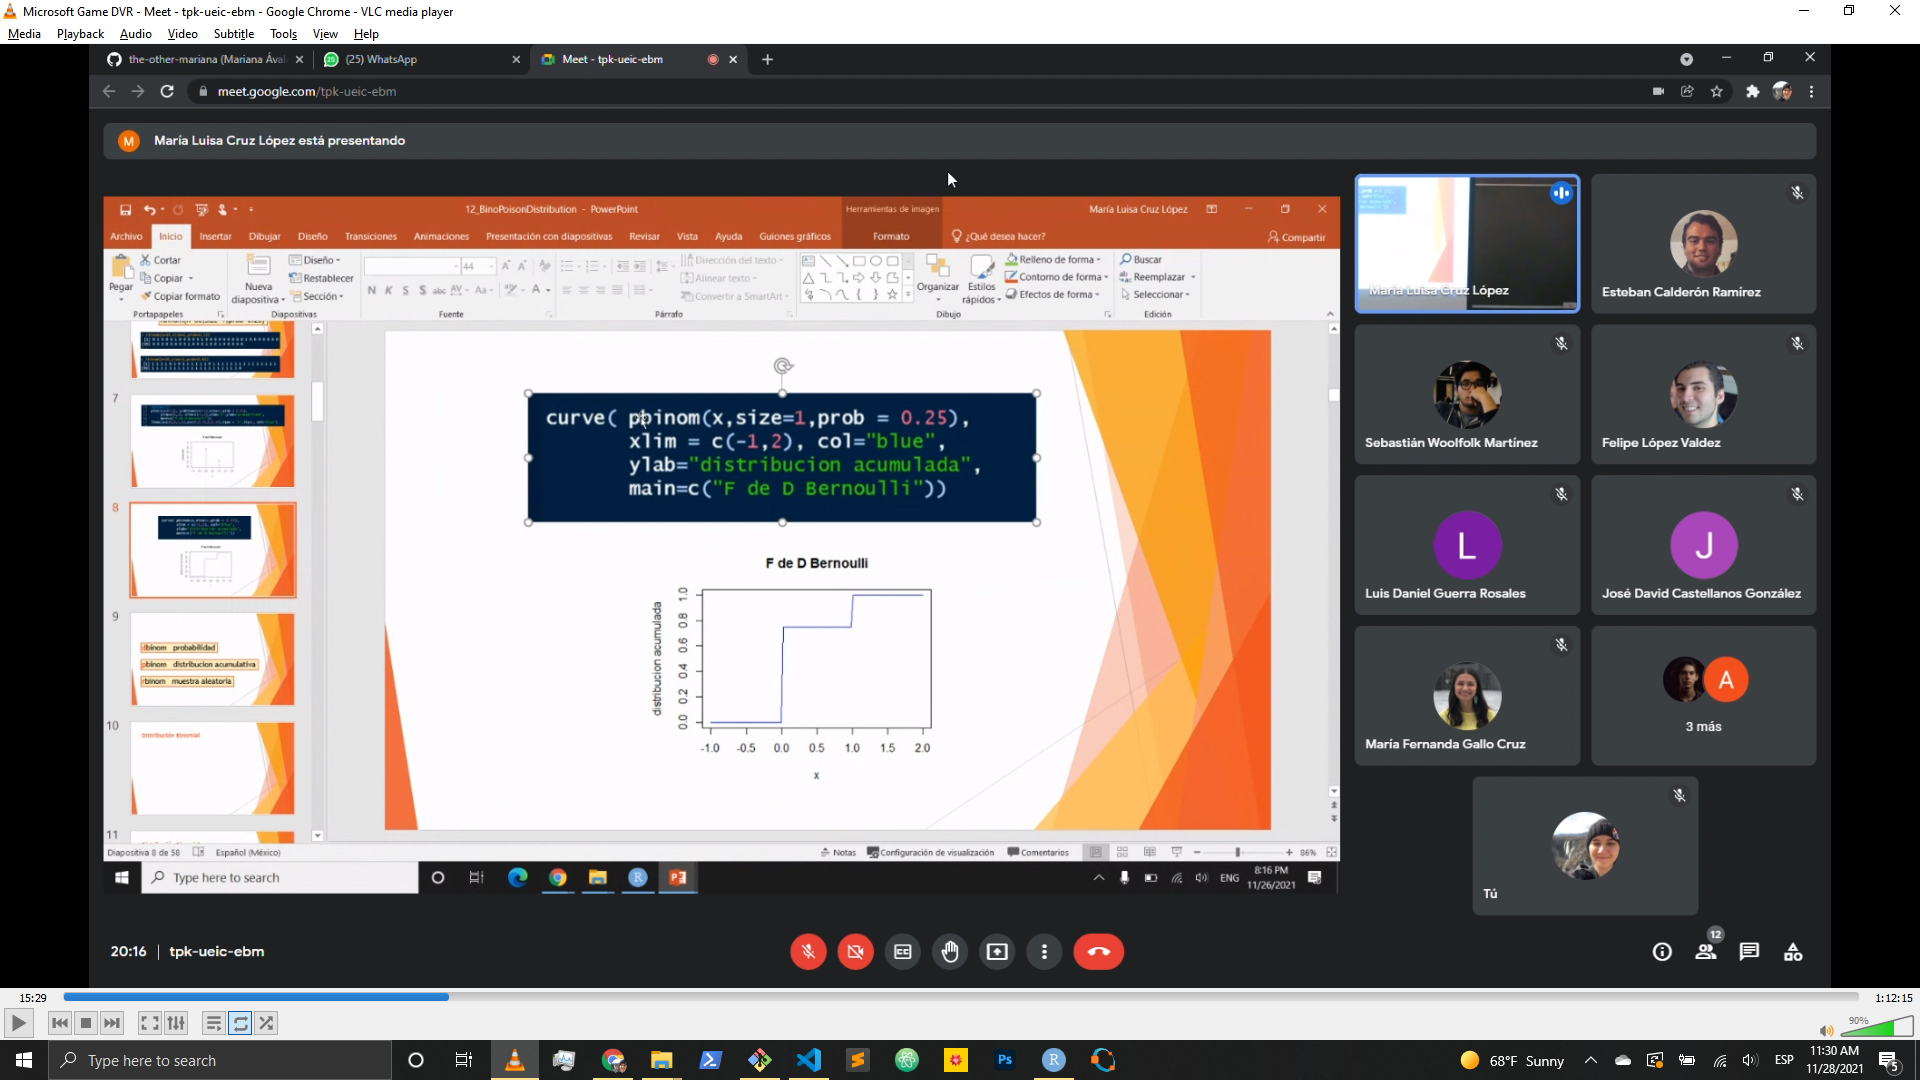 Microsoft Game DVR - Meet - tpk-ueic-ebm - Google Chrome - VLC media player
Media Playback Audio Video Subtitle Tools View Help
the-other-mariana (Mariana Ával
(25) WhatsApp
Meet - tpk-ueic-ebm
meet.google.com/tpk-ueic-ebm
M María Luisa Cruz López está presentando
12_BinoPoisonDistribution - PowerPoint
Herramientas de imagen
María Luisa Cruz López
Archivo Inicio Insertar Dibujar Diseño Transiciones Animaciones Presentación con diapositivas Revisar Vista Ayuda Guiones gráficos Formato ¿Qué desea hacer? Compartir
Pegar
Cortar
Copiar
Copiar formato
Portapapeles
Nueva
diapositiva
Diseño
Restablecer
Sección
Diapositivas
44
N K S S abc AV Aa
Fuente
Dirección del texto
Alinear texto
Convertir a SmartArt
Párrafo
Organizar
Estilos
rápidos
Relleno de forma
Contorno de forma
Efectos de forma
Dibujo
Buscar
Reemplazar
Seleccionar
Edición
7
8
9
dbinom probabilidad
pbinom distribucion acumulativa
rbinom muestra aleatoria
10
Distribución Binomial
11
curve( pbinom(x,size=1,prob = 0.25),
xlim = c(-1,2), col="blue",
ylab="distribucion acumulada",
main=c("F de D Bernoulli"))
F de D Bernoulli
distribucion acumulada
0.0 0.2 0.4 0.6 0.8 1.0
-1.0 -0.5 0.0 0.5 1.0 1.5 2.0
x
Diapositiva 8 de 58 Español (México)
Notas Configuración de visualización Comentarios 86%
Type here to search
ENG
8:16 PM
11/26/2021
María Luisa Cruz López
Esteban Calderón Ramírez
Sebastián Woolfolk Martínez
Felipe López Valdez
L
Luis Daniel Guerra Rosales
J
José David Castellanos González
María Fernanda Gallo Cruz
A
3 más
Tú
20:16 | tpk-ueic-ebm
12
15:29
1:12:15
90%
Type here to search
Ps
R
68°F Sunny
ESP
11:30 AM
11/28/2021
5